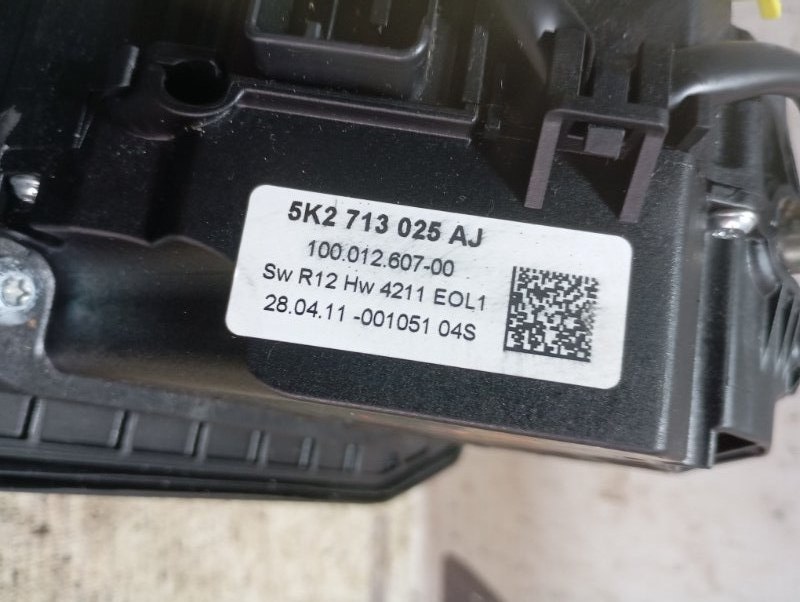 5K2 713 025 AJ
100.012.607-00
Sw R12 Hw 4211 EOL1
28.04.11 -001051 04S